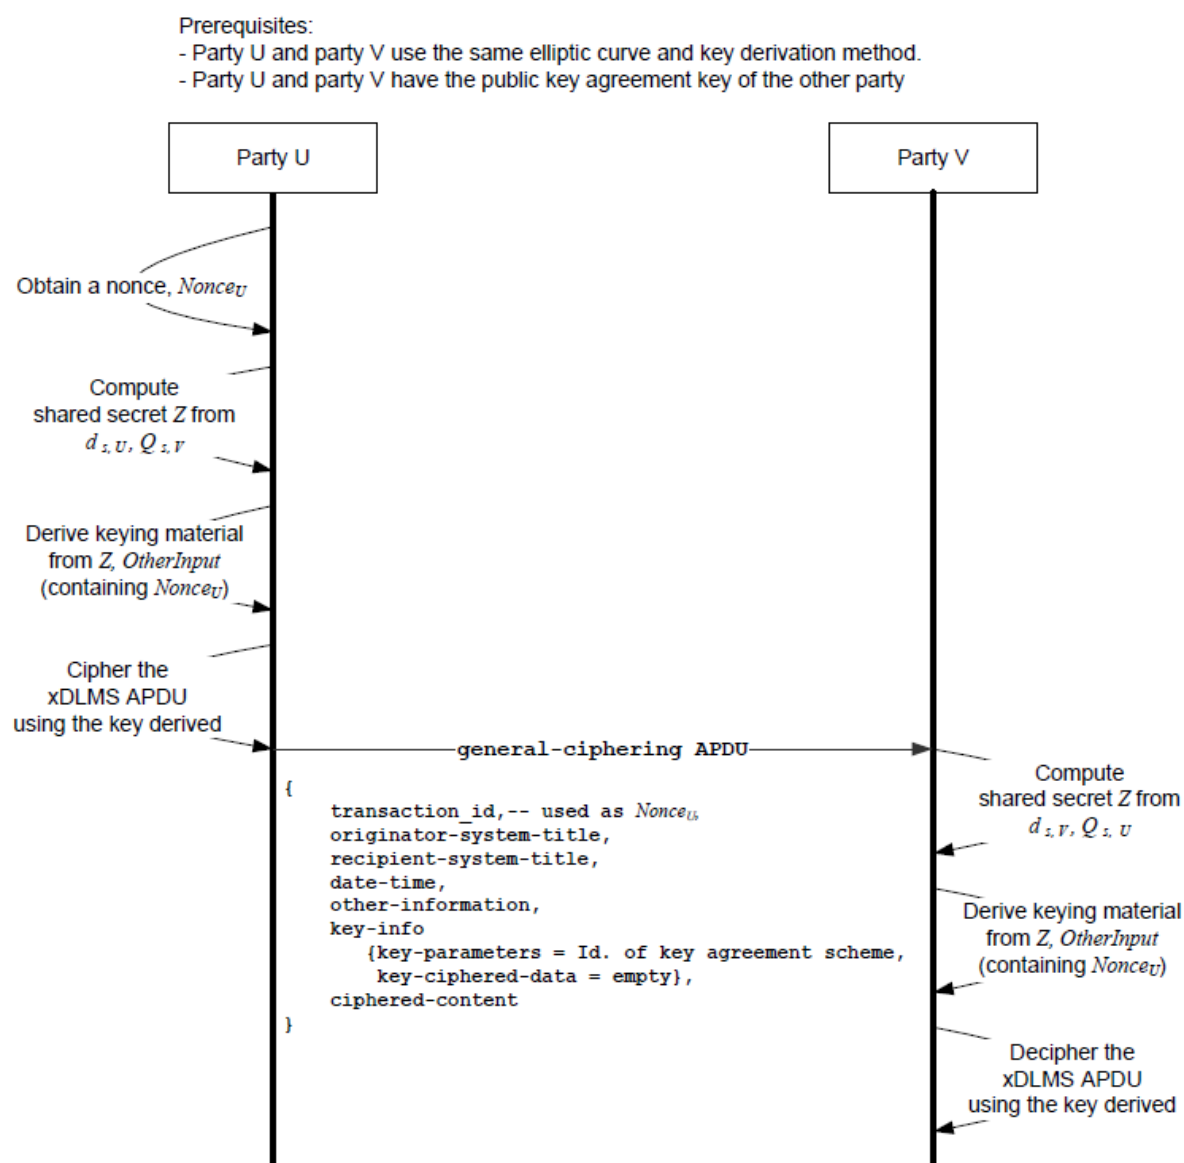 Prerequisites:
- Party U and party V use the same elliptic curve and key derivation method.
- Party U and party V have the public key agreement key of the other party
Party U
Party V
Obtain a nonce, NonceU
Compute
shared secret Z from
d s, U, Q s, V
Derive keying material
from Z, OtherInput
(containing NonceU)
Cipher the
xDLMS APDU
using the key derived
general-ciphering APDU
{
transaction_id,-- used as NonceU,
originator-system-title,
recipient-system-title,
date-time,
other-information,
key-info
{key-parameters = Id. of key agreement scheme,
key-ciphered-data = empty},
ciphered-content
}
Compute
shared secret Z from
d s, V, Q s, U
Derive keying material
from Z, OtherInput
(containing NonceU)
Decipher the
xDLMS APDU
using the key derived